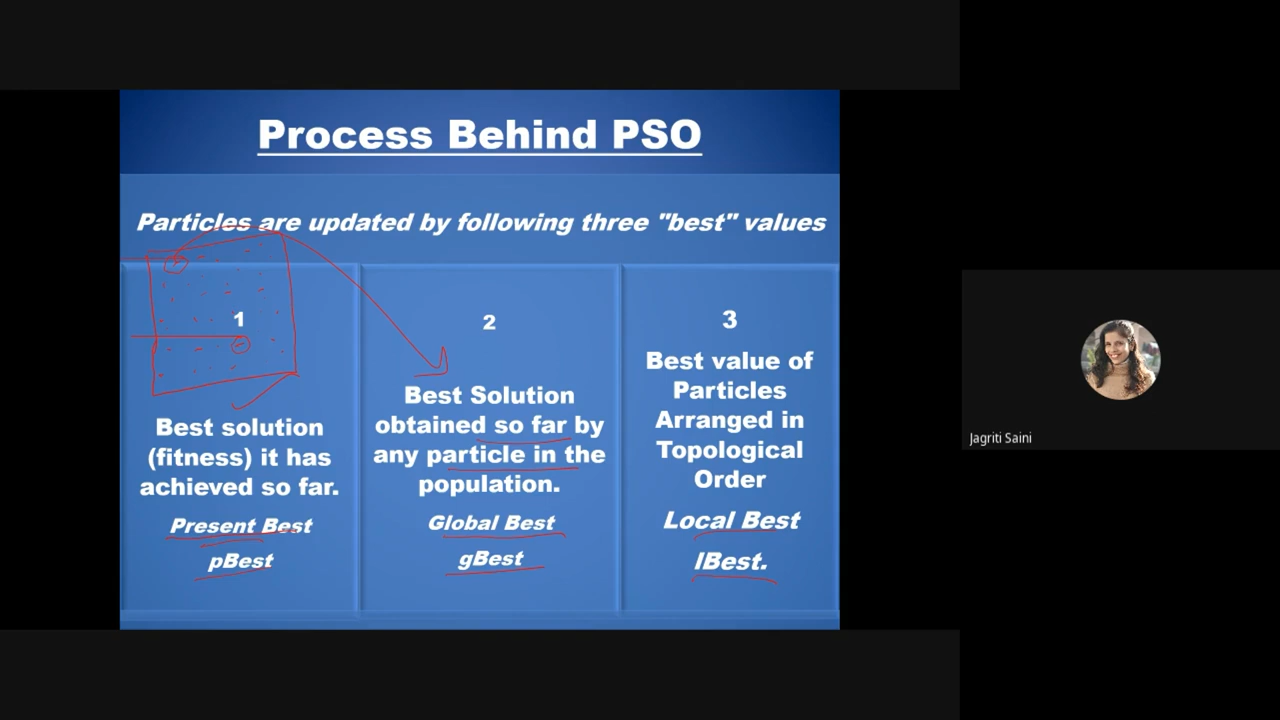 Process Behind PSO
Particles are updated by following three "best" values
1
Best solution
(fitness) it has
achieved so far.
Present Best
pBest
2
Best Solution
obtained so far by
any particle in the
population.
Global Best
gBest
3
Best value of
Particles
Arranged in
Topological
Order
Local Best
lBest.
Jagriti Saini